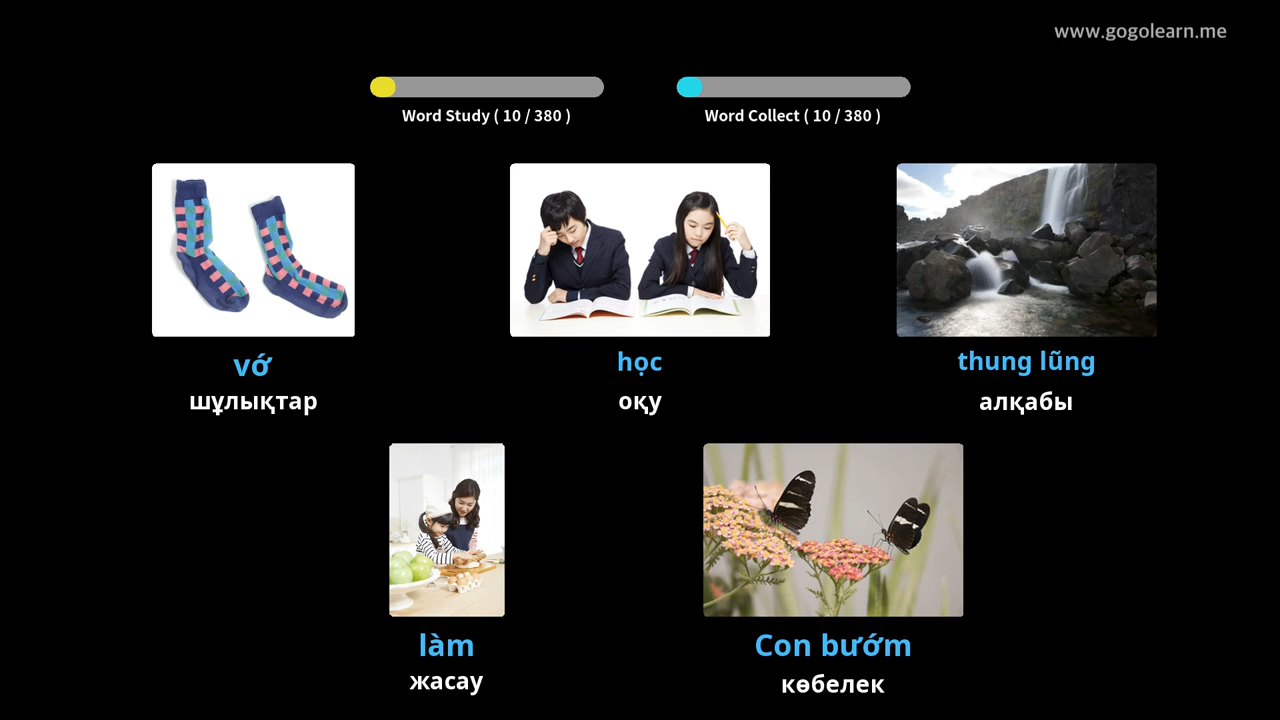 www.gogolearn.me
Word Study ( 10 / 380 )
Word Collect ( 10 / 380 )
vớ
шұлықтар
học
оқу
thung lũng
алқабы
làm
жасау
Con bướm
көбелек